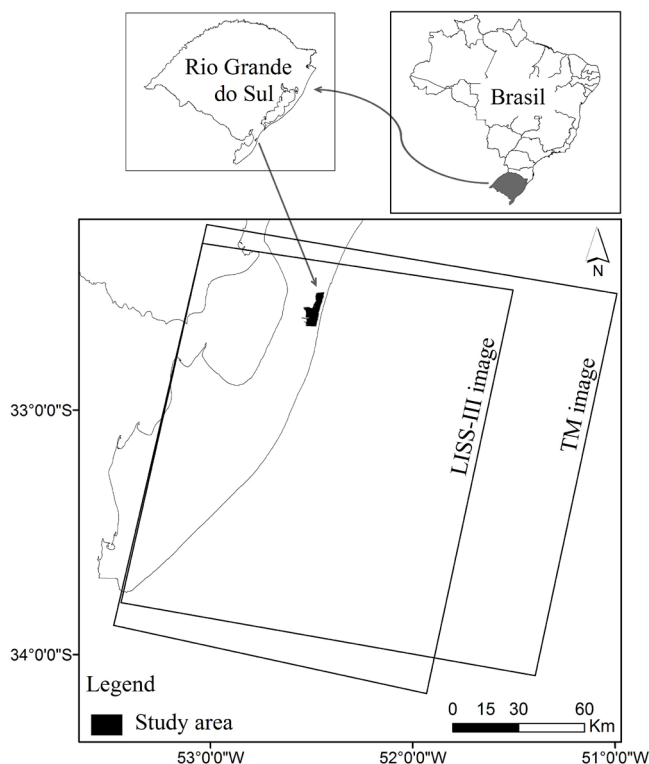 Rio Grande
do Sul
Brasil
N
LISS-III image
TM image
33°0'0"S
34°0'0"S
Legend
Study area
0 15 30 60
Km
53°0'0"W 52°0'0"W 51°0'0"W